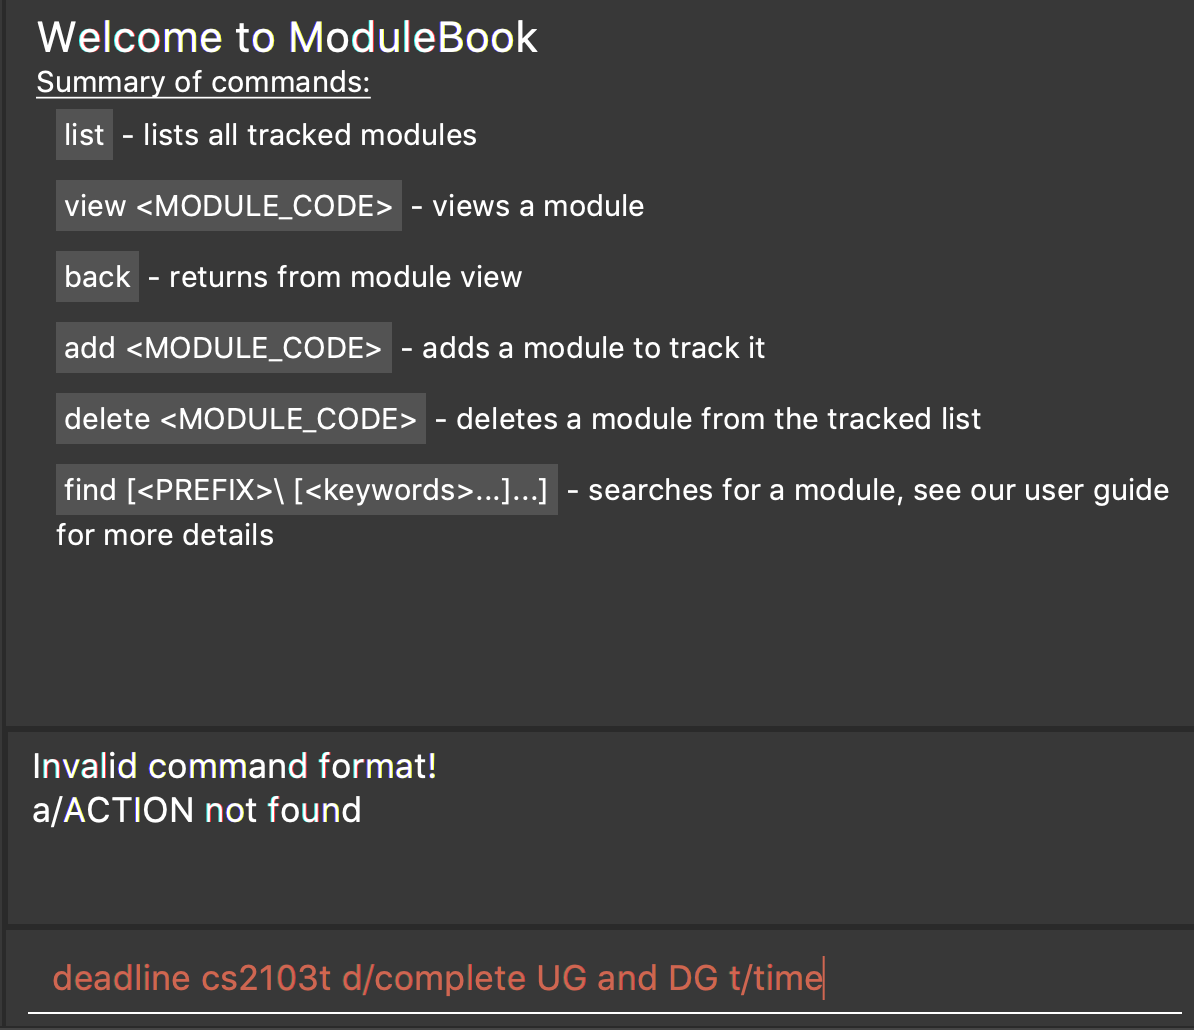 Welcome to ModuleBook
Summary of commands:
list - lists all tracked modules
view <MODULE_CODE> - views a module
back - returns from module view
add <MODULE_CODE> - adds a module to track it
delete <MODULE_CODE> - deletes a module from the tracked list
find [<PREFIX>\ [<keywords>...]...] - searches for a module, see our user guide
for more details
Invalid command format!
a/ACTION not found
deadline cs2103t d/complete UG and DG t/time